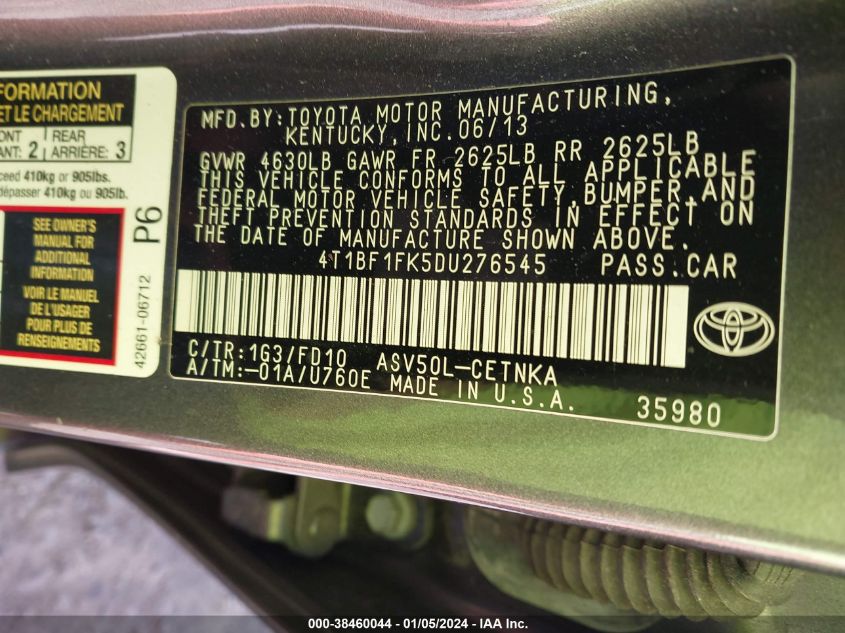 FORMATION
ET LE CHARGEMENT
ONT 2 REAR 3
ANT: ARRIÈRE:
ceed 410kg or 905lbs.
dépasser 410kg ou 905lb.
SEE OWNER'S
MANUAL FOR
ADDITIONAL
INFORMATION
VOIR LE MANUEL
DE L'USAGER
POUR PLUS DE
RENSEIGNEMENTS
P6
42661-06712
MFD. BY: TOYOTA MOTOR MANUFACTURING,
KENTUCKY, INC. 06/13
GVWR 4630LB GAWR FR 2625LB RR 2625LB
THIS VEHICLE CONFORMS TO ALL APPLICABLE
FEDERAL MOTOR VEHICLE SAFETY, BUMPER, AND
THEFT PREVENTION STANDARDS IN EFFECT ON
THE DATE OF MANUFACTURE SHOWN ABOVE.
4T1BF1FK5DU276545 PASS.CAR
C/TR: 1G3/FD10 ASV50L-CETNKA
A/TM:-01A/U760E MADE IN U.S.A.
35980
000-38460044 / 01/05/2024 - IAA Inc.